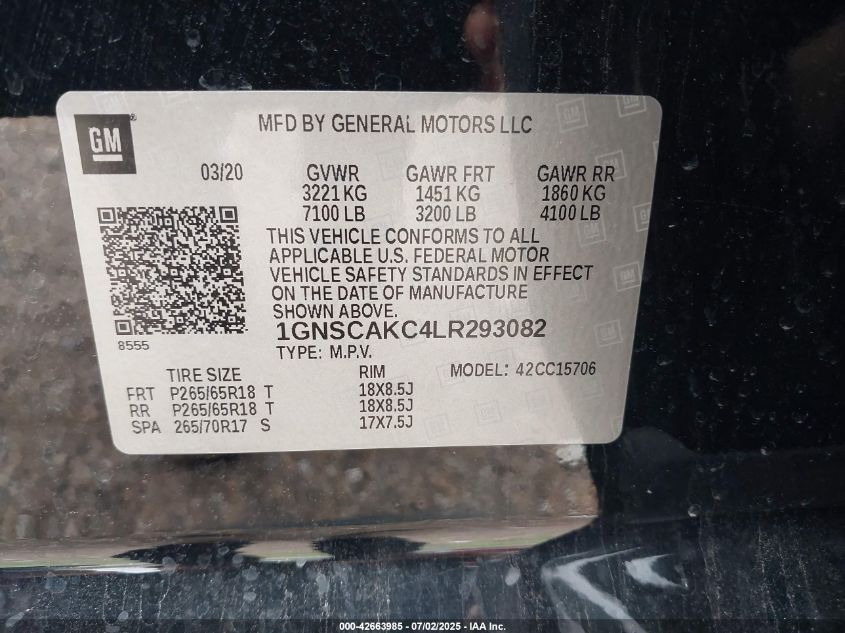 GM
MFD BY GENERAL MOTORS LLC
03/20 GVWR GAWR FRT GAWR RR
3221 KG 1451 KG 1860 KG
7100 LB 3200 LB 4100 LB
THIS VEHICLE CONFORMS TO ALL
APPLICABLE U.S. FEDERAL MOTOR
VEHICLE SAFETY STANDARDS IN EFFECT
ON THE DATE OF MANUFACTURE
SHOWN ABOVE.
1GNSCAKC4LR293082
8555
TYPE: M.P.V.
TIRE SIZE RIM MODEL: 42CC15706
FRT P265/65R18 T 18X8.5J
RR P265/65R18 T 18X8.5J
SPA 265/70R17 S 17X7.5J
000-42663985 - 07/02/2025 - IAA Inc.